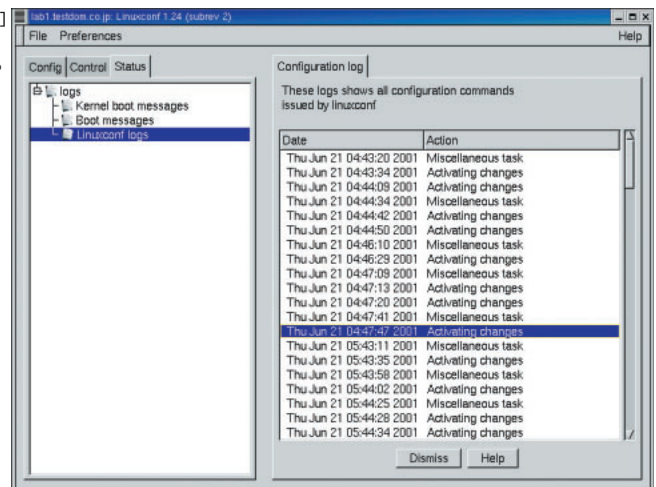 lab1.testdom.co.jp: Linuxconf 1.24 (subrev 2)
File Preferences Help
Config Control Status
logs
Kernel boot messages
Boot messages
Linuxconf logs
Configuration log
These logs shows all configuration commands
issued by linuxconf
Date Action
Thu Jun 21 04:43:20 2001 Miscellaneous task
Thu Jun 21 04:43:34 2001 Activating changes
Thu Jun 21 04:44:09 2001 Activating changes
Thu Jun 21 04:44:34 2001 Miscellaneous task
Thu Jun 21 04:44:42 2001 Activating changes
Thu Jun 21 04:44:50 2001 Activating changes
Thu Jun 21 04:46:10 2001 Miscellaneous task
Thu Jun 21 04:46:29 2001 Activating changes
Thu Jun 21 04:47:09 2001 Miscellaneous task
Thu Jun 21 04:47:13 2001 Activating changes
Thu Jun 21 04:47:20 2001 Activating changes
Thu Jun 21 04:47:41 2001 Miscellaneous task
Thu Jun 21 04:47:47 2001 Activating changes
Thu Jun 21 05:43:11 2001 Miscellaneous task
Thu Jun 21 05:43:35 2001 Activating changes
Thu Jun 21 05:43:58 2001 Miscellaneous task
Thu Jun 21 05:44:02 2001 Activating changes
Thu Jun 21 05:44:25 2001 Miscellaneous task
Thu Jun 21 05:44:28 2001 Activating changes
Thu Jun 21 05:44:34 2001 Activating changes
Dismiss Help